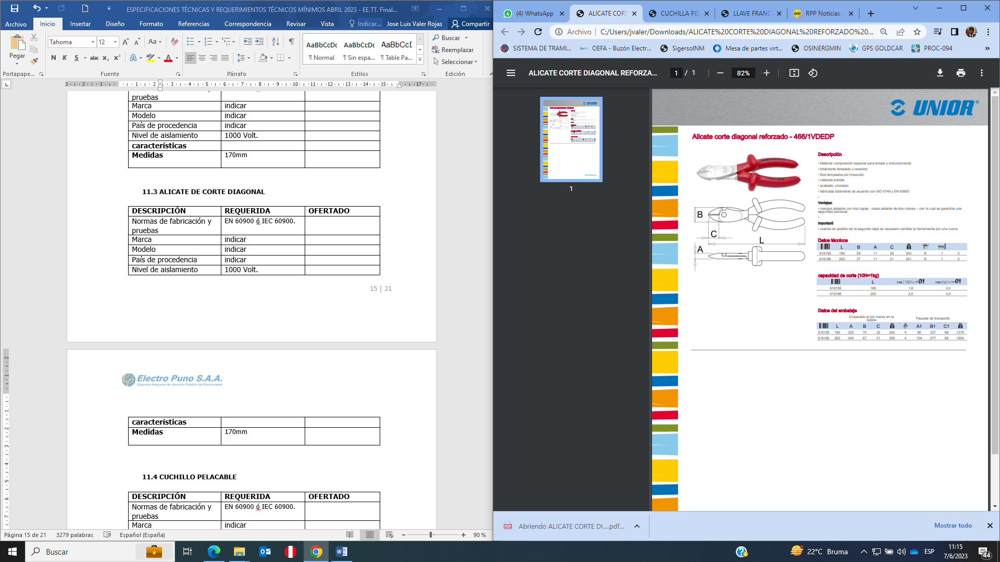 ESPECIFICACIONES TÉCNICAS Y REQUERIMIENTOS TÉCNICOS MÍNIMOS ABRIL 2023 - EE.TT. Final...
Archivo Inicio Insertar Diseño Formato Referencias Correspondencia Revisar Vista Indicar... Jose Luis Valer Rojas Compartir
Pegar
Tahoma 12
N K S abc
AaBbCcDc AaBbCcDc AaBbCcD
¶ Normal ¶ Sin espa... ¶ Table Pa...
Buscar
Reemplazar
Seleccionar
Portapape... Fuente Párrafo Estilos Edición
pruebas
Marca indicar
Modelo indicar
País de procedencia indicar
Nivel de aislamiento 1000 Volt.
características
Medidas 170mm
11.3 ALICATE DE CORTE DIAGONAL
DESCRIPCIÓN REQUERIDA OFERTADO
Normas de fabricación y pruebas EN 60900 ó IEC 60900.
Marca indicar
Modelo indicar
País de procedencia indicar
Nivel de aislamiento 1000 Volt.
15 | 21
Electro Puno S.A.A.
Empresa Regional de Servicio Público de Electricidad
características
Medidas 170mm
11.4 CUCHILLO PELACABLE
DESCRIPCIÓN REQUERIDA OFERTADO
Normas de fabricación y pruebas EN 60900 ó IEC 60900.
Marca indicar
Página 15 de 21 3279 palabras Español (España) 90 %
(4) WhatsApp ALICATE CORT CUCHILLA PE LLAVE FRANC RPP Noticias,
Archivo C:/Users/jvaler/Downloads/ALICATE%20CORTE%20DIAGONAL%20REFORZADO%20...
SISTEMA DE TRAMI... OEFA - Buzón Electr... SigersolNM Mesa de partes virt... OSINERGMIN GPS GOLDCAR PROC-094 »
ALICATE CORTE DIAGONAL REFORZA... 1 / 1 82%
1
UNIOR
Alicate corte diagonal reforzado - 466/1VDEDP
Descripción
• Material: composición especial para temple y endurecimiento
• totalmente templado y revenido
• filos templados por inducción
• cabezas pulidas
• acabado: cromado
• fabricada totalmente de acuerdo con ISO 5749 y EN 60900
Ventajas:
• mangos aislados con dos capas - masa aislante de dos colores – con lo cual se garantiza una
seguridad adicional
Important!
• cuando es posible ver la segunda capa es necesario cambiar la herramienta por una nueva
B
C
L
A
Datos técnicos
L B A C
619195 180 28 11 20 303 B 1 0
619196 200 27 11 21 351 B 1 0
capacidad de corte (10N=1kg)
L max 2150 N/m² Ø max 650 N/m² Ø
619195 180 1,8 3,0
619196 200 2,0 3,5
Datos del embalaje
Empacado al por menor en la tarjeta Paquete de transporte
L A B C A1 B1 C1
619195 180 220 70 32 324 4 85 337 68 1376
619196 200 240 67 31 356 4 104 277 68 1504
Abriendo ALICATE CORTE DI....pdf... Mostrar todo
Buscar
22°C Bruma ESP 11:15
7/6/2023
44